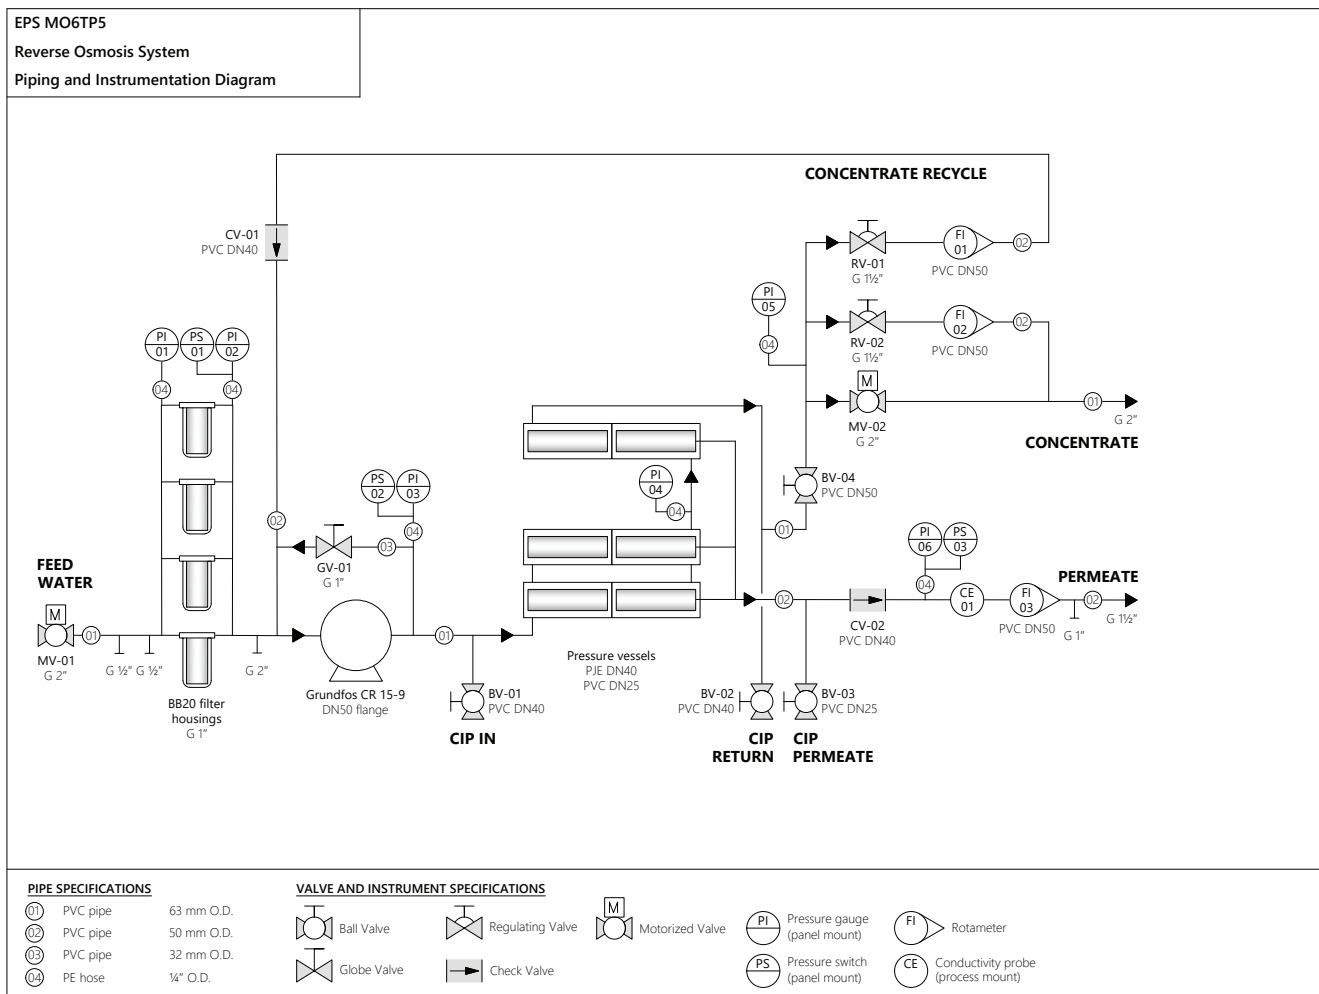 EPS MO6TP5
Reverse Osmosis System
Piping and Instrumentation Diagram
CONCENTRATE RECYCLE
CV-01
PVC DN40
FI
01
02
RV-01
G 1½"
PVC DN50
PI
05
FI
02
02
RV-02
G 1½"
PVC DN50
04
PI
01
PS
01
PI
02
04
04
M
MV-02
G 2"
01
G 2"
CONCENTRATE
BV-04
PVC DN50
PS
02
PI
03
PI
04
04
04
02
01
03
GV-01
G 1"
PI
06
PS
03
04
FEED
WATER
M
01
MV-01
G 2"
G ½"
G ½"
G 2"
BB20 filter
housings
G 1"
Grundfos CR 15-9
DN50 flange
01
BV-01
PVC DN40
CIP IN
Pressure vessels
PJE DN40
PVC DN25
02
CV-02
PVC DN40
CE
01
FI
03
PVC DN50
G 1"
02
PERMEATE
G 1½"
BV-02
PVC DN40
CIP
RETURN
BV-03
PVC DN25
CIP
PERMEATE
PIPE SPECIFICATIONS
01 PVC pipe 63 mm O.D.
02 PVC pipe 50 mm O.D.
03 PVC pipe 32 mm O.D.
04 PE hose ¼" O.D.
VALVE AND INSTRUMENT SPECIFICATIONS
Ball Valve
Globe Valve
Regulating Valve
Check Valve
M
Motorized Valve
PI
Pressure gauge
(panel mount)
PS
Pressure switch
(panel mount)
FI
Rotameter
CE
Conductivity probe
(process mount)